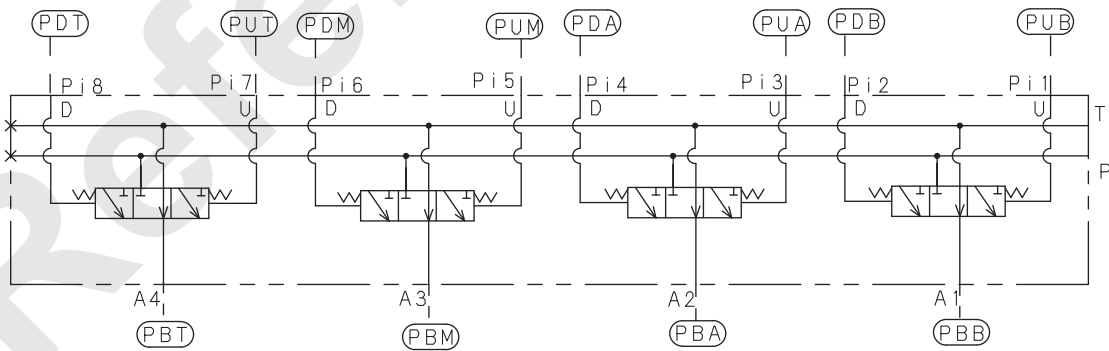 PDT PUT PDM PUM PDA PUA PDB PUB
Pi8 Pi7 Pi6 Pi5 Pi4 Pi3 Pi2 Pi1
D U D U D U D U T
P
A4 A3 A2 A1
PBT PBM PBA PBB
Refe